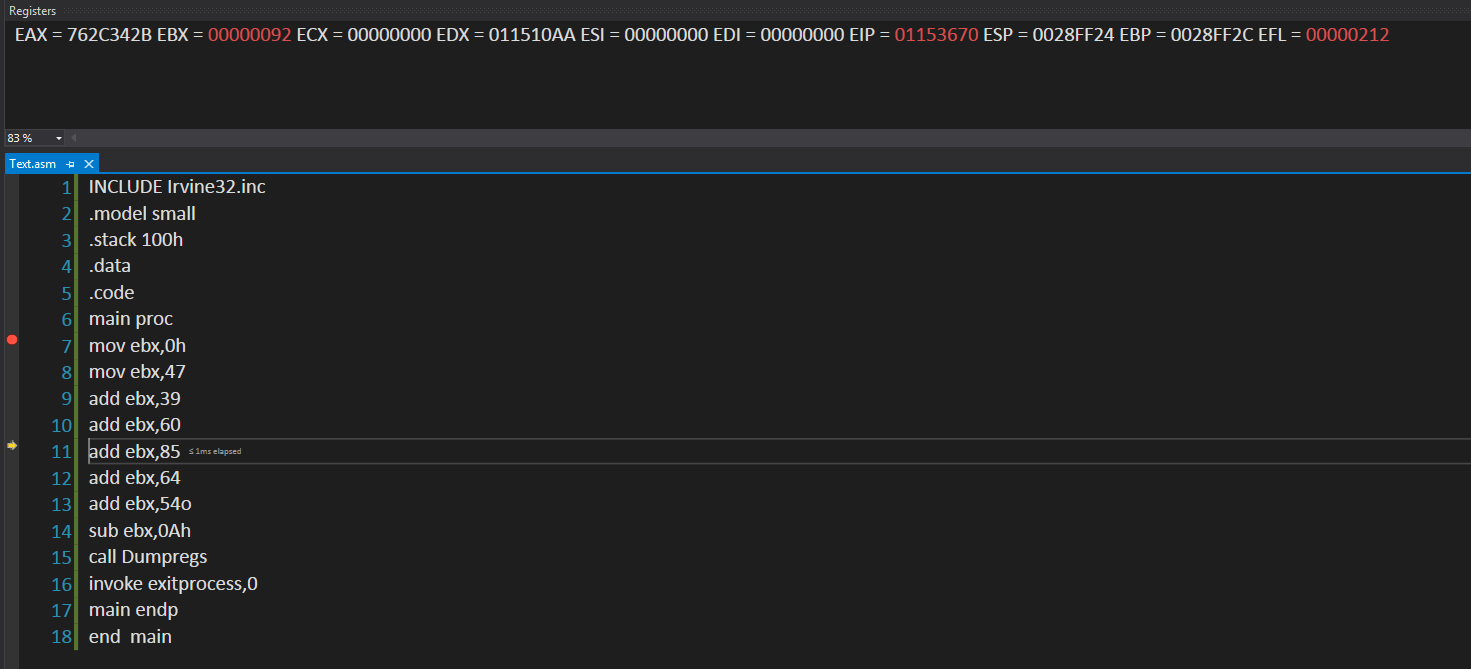 Registers
EAX = 762C342B EBX = 00000092 ECX = 00000000 EDX = 011510AA ESI = 00000000 EDI = 00000000 EIP = 01153670 ESP = 0028FF24 EBP = 0028FF2C EFL = 00000212
83 %
Text.asm
1 INCLUDE Irvine32.inc
2 .model small
3 .stack 100h
4 .data
5 .code
6 main proc
7 mov ebx,0h
8 mov ebx,47
9 add ebx,39
10 add ebx,60
11 add ebx,85 ≤ 1ms elapsed
12 add ebx,64
13 add ebx,54o
14 sub ebx,0Ah
15 call Dumpregs
16 invoke exitprocess,0
17 main endp
18 end  main